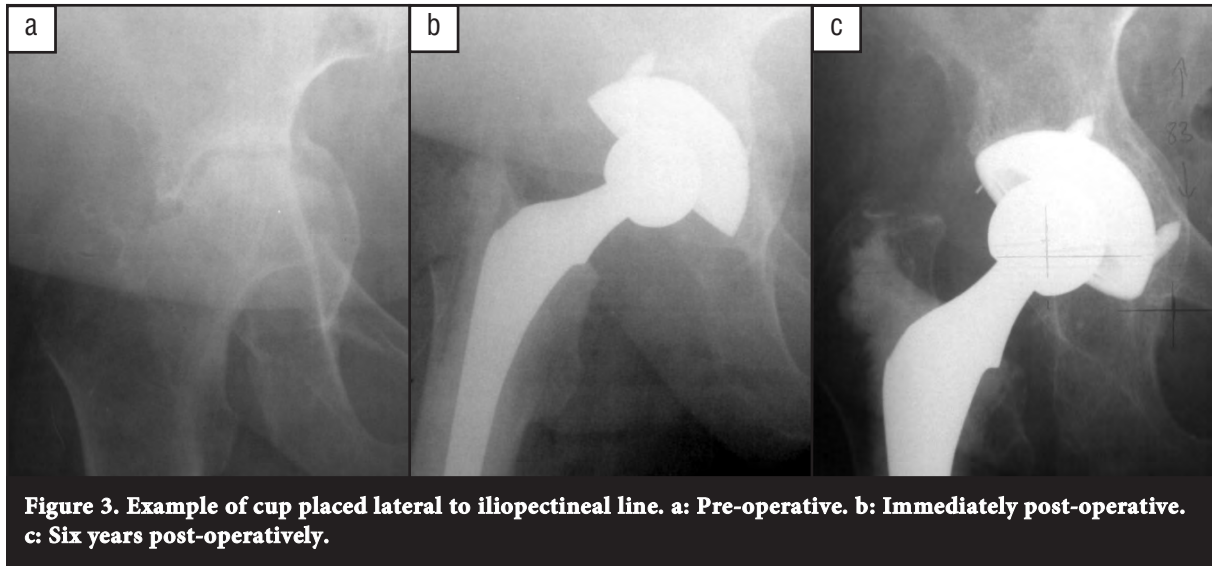 a
b
c
33
Figure 3. Example of cup placed lateral to iliopectineal line. a: Pre-operative. b: Immediately post-operative.
c: Six years post-operatively.